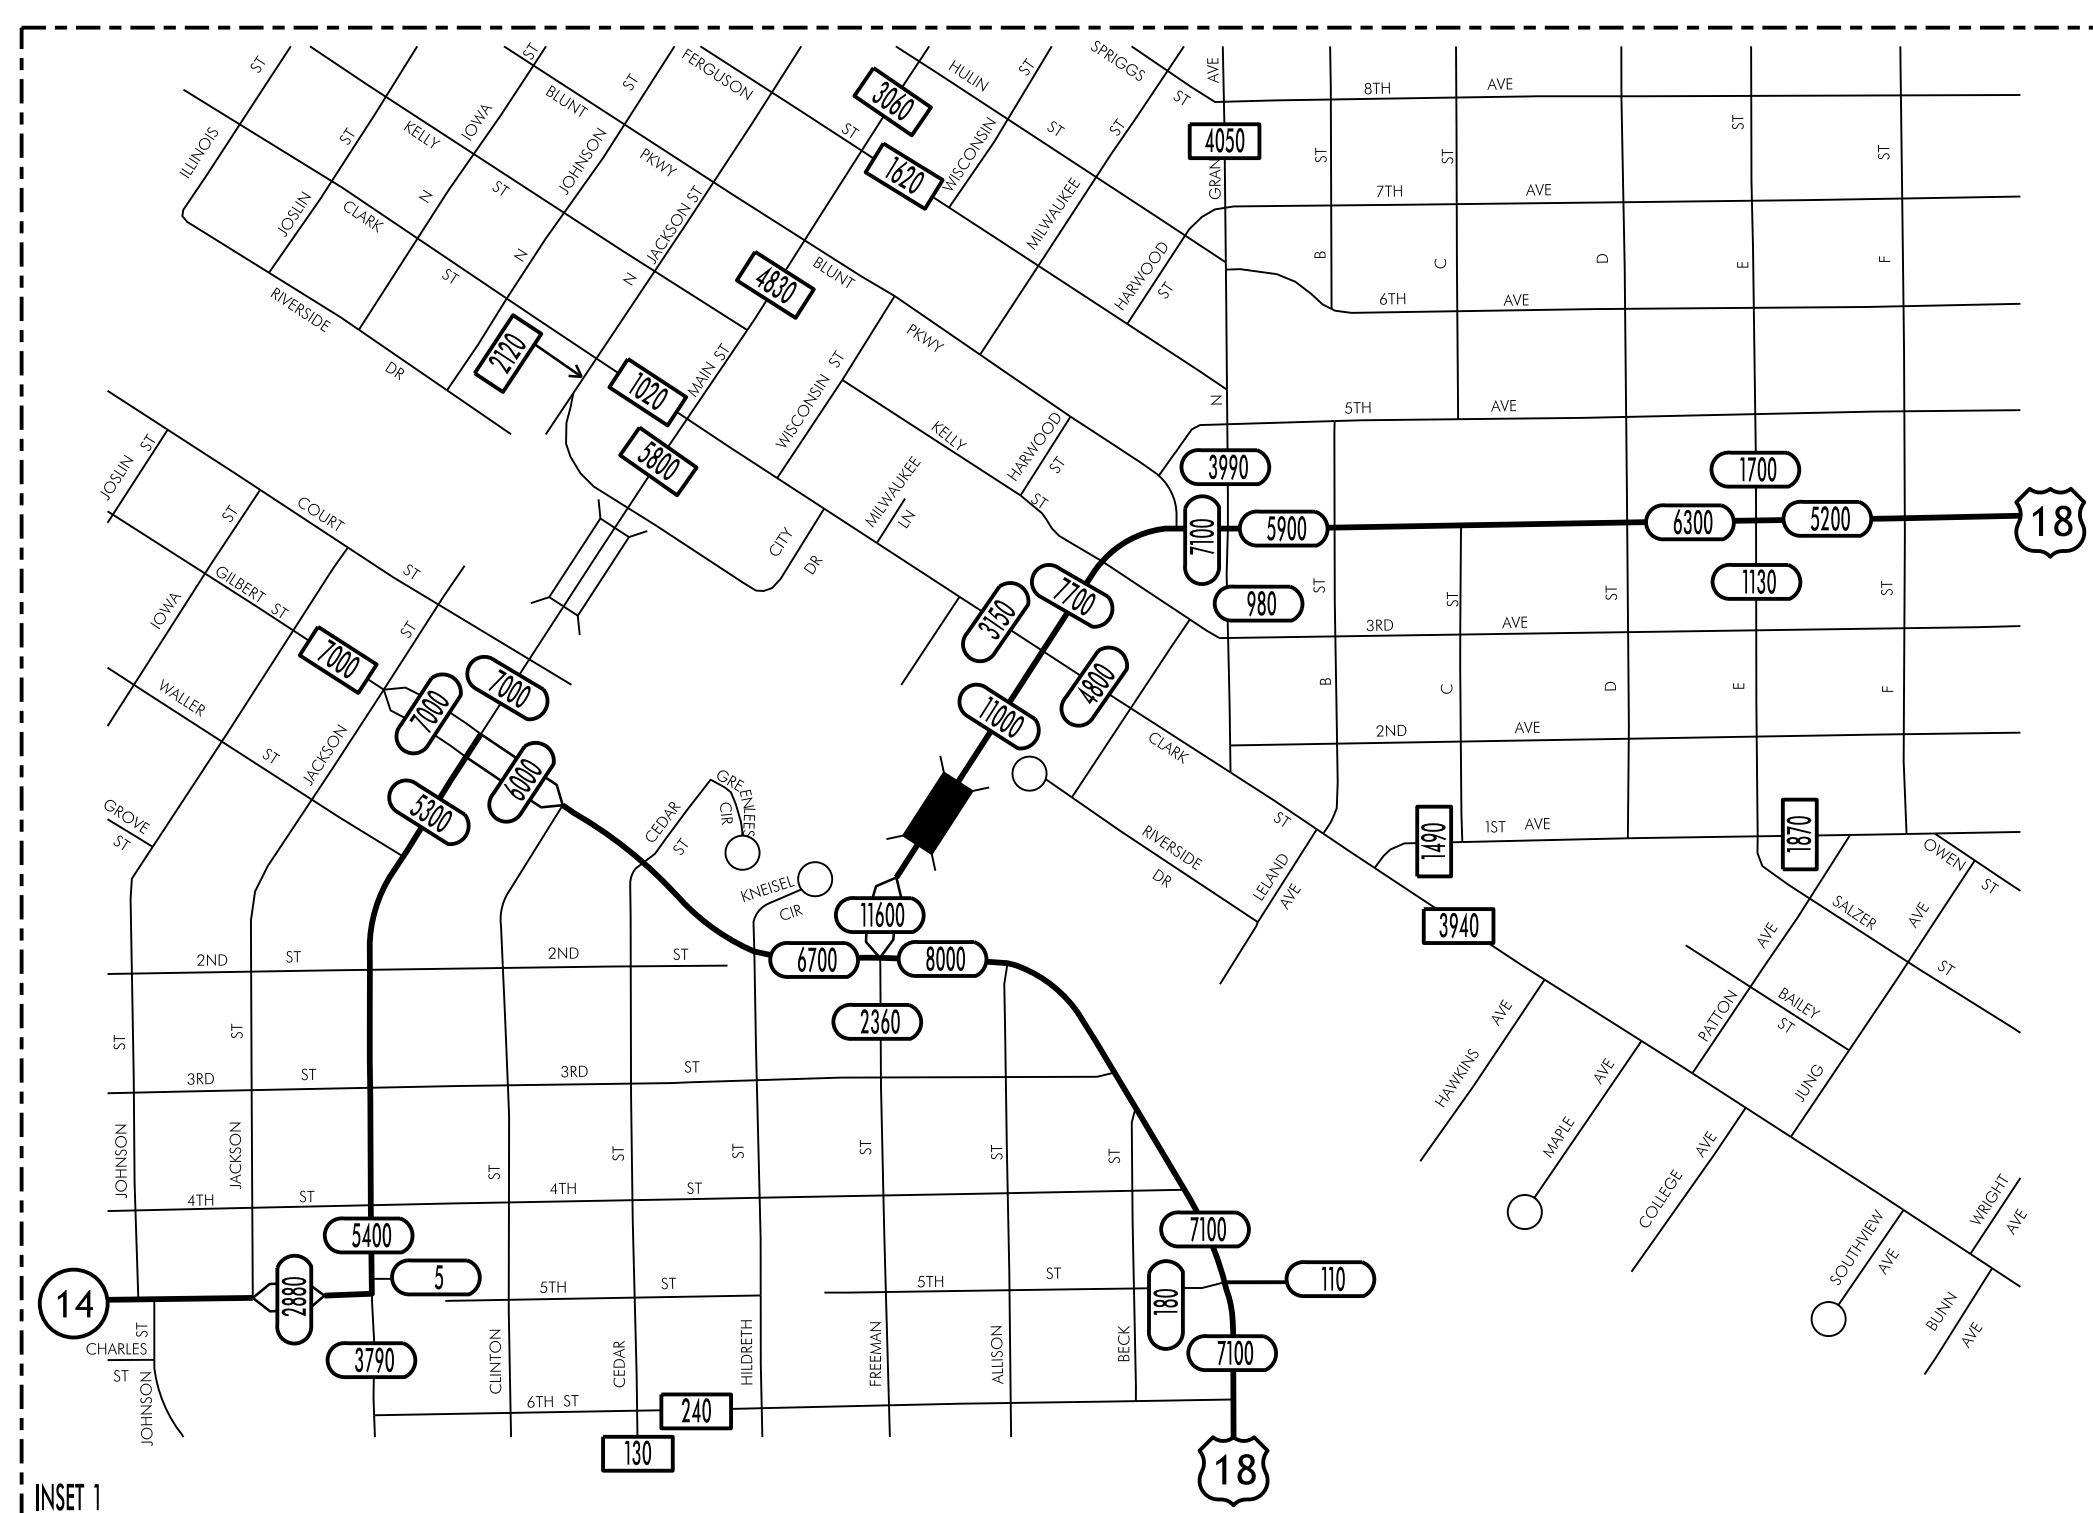 SPRIGGS
ST
FERGUSON
ST
HULIN
ST
AVE
8TH AVE
ST
ST
ST
ST
BLUNT
PKWY
3060
IOWA
N
KELLY
ST
JOHNSON
N
ST
1620
WISCONSIN
ST
4050
GRAN
ST
ST
ST
ST
ILLINOIS
ST
JOSLIN
CLARK
ST
N JACKSON ST
MILWAUKEE
7TH AVE
HARWOOD
ST
B
C
D
E
F
RIVERSIDE
DR
4830
BLUNT
PKWY
6TH AVE
2120
1020
MAIN ST
5800
WISCONSIN ST
KELLY
ST
HARWOOD
ST
N
5TH AVE
JOSLIN
ST
COURT
ST
MILWAUKEE
LN
3990
1700
7100
5900
6300
5200
18
CITY
DR
1130
980
ST
ST
ST
ST
IOWA
ST
GILBERT ST
ST
3150
7700
3RD AVE
7000
7000
7000
WALLER
ST
JACKSON
4800
11000
B
C
D
E
F
6000
5300
2ND AVE
CLARK
ST
GROVE
ST
CEDAR
ST
GREENLEES
CIR
KNEISEL
CIR
RIVERSIDE
DR
LELAND
AVE
1490
1ST AVE
1870
OWEN
ST
SALZER
ST
11600
3940
2ND ST
2ND ST
6700
8000
2360
PATTON
AVE
JUNG
AVE
BAILEY
ST
ST
ST
HAWKINS
AVE
3RD ST
3RD ST
MAPLE
AVE
JOHNSON
JACKSON
ST
ST
ST
ST
ST
ST
COLLEGE
AVE
4TH ST
4TH ST
WRIGHT
AVE
5400
7100
SOUTHVIEW
AVE
5
110
14
2880
5TH ST
5TH ST
180
BUNN
AVE
CHARLES
ST
ST
JOHNSON
3790
CLINTON
CEDAR
HILDRETH
FREEMAN
ALLISON
BECK
7100
6TH ST
240
130
18
INSET 1